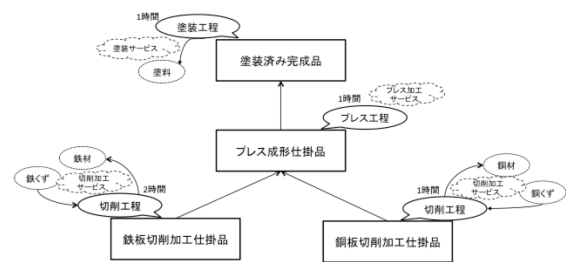 1時間
塗装工程
塗装サービス
塗料
塗装済み完成品
プレス加工
サービス
1時間
プレス工程
プレス成形仕掛品
鉄材
鉄くず
切削加工
サービス
2時間
切削工程
鉄板切削加工仕掛品
銅材
1時間
切削加工
サービス
銅くず
切削工程
銅板切削加工仕掛品